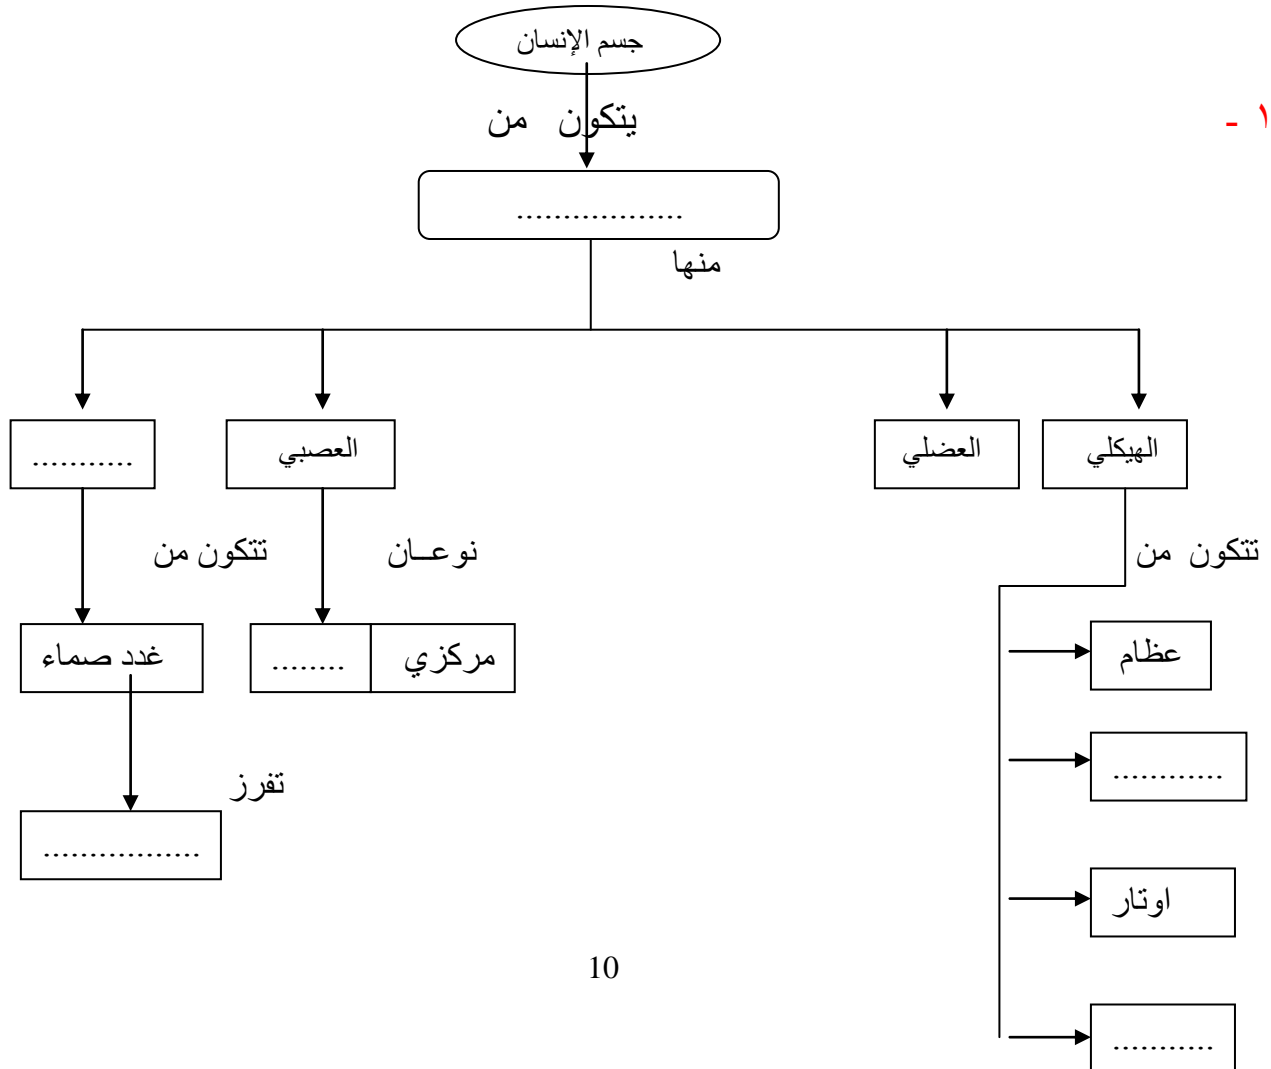 جسم الإنسان
يتكون من
١ -
..................
منها
الهيكلي
العضلي
العصبي
...........
تتكون من
نوعــان
تتكون من
عظام
مركزي
........
غدد صماء
............
تفرز
.................
اوتار
...........
10